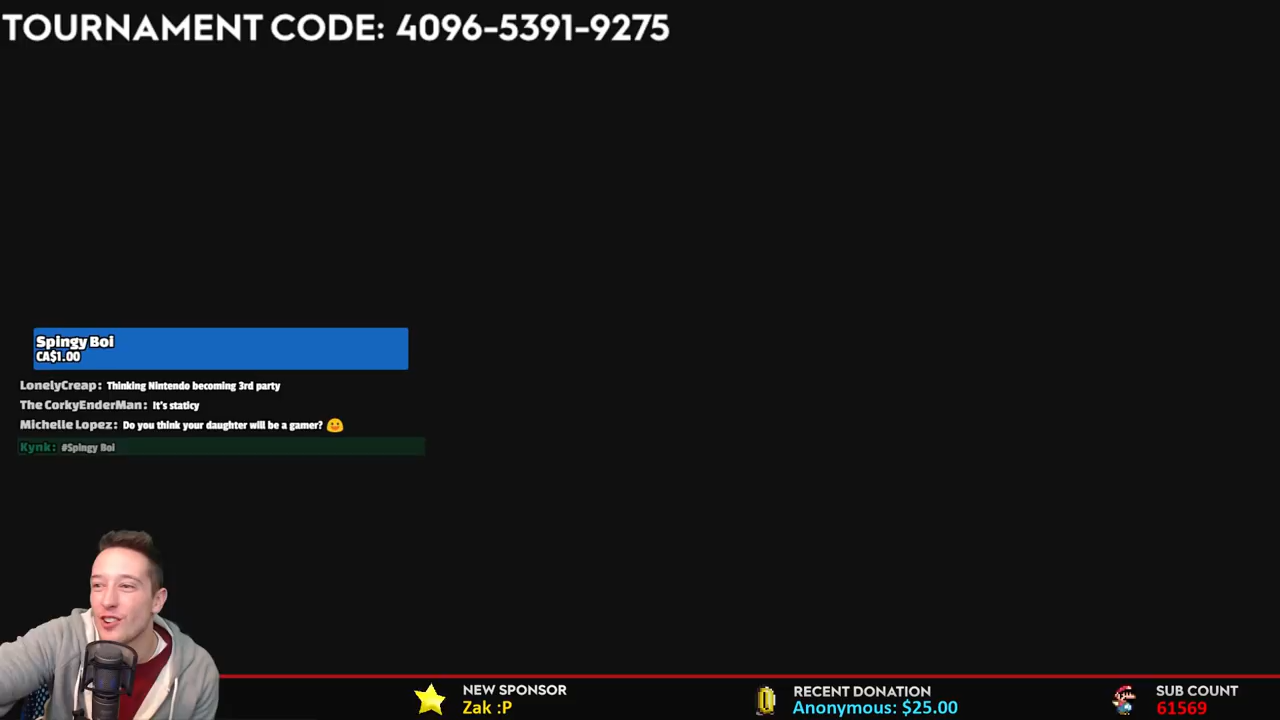 TOURNAMENT CODE: 4096-5391-9275
Spingy Boi
CA$1.00
LonelyCreap: Thinking Nintendo becoming 3rd party
The CorkyEnderMan: It's staticy
Michelle Lopez: Do you think your daughter will be a gamer?
Kynk: #Spingy Boi
NEW SPONSOR
Zak :P
RECENT DONATION
Anonymous: $25.00
SUB COUNT
61569